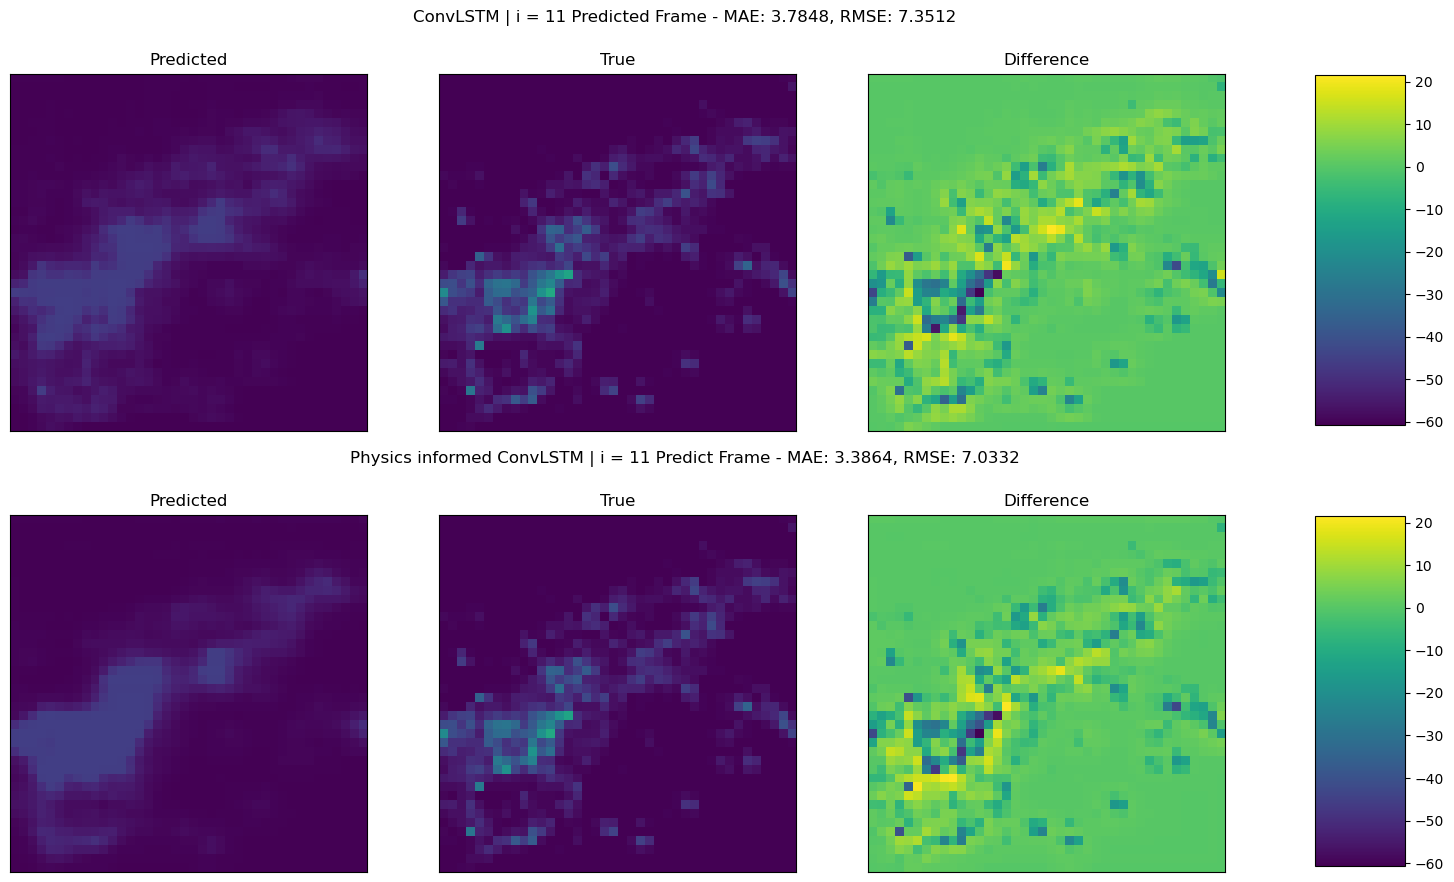 ConvLSTM | i = 11 Predicted Frame - MAE: 3.7848, RMSE: 7.3512
Predicted
True
Difference
20
10
0
−10
−20
−30
−40
−50
−60
Physics informed ConvLSTM | i = 11 Predict Frame - MAE: 3.3864, RMSE: 7.0332
Predicted
True
Difference
20
10
0
−10
−20
−30
−40
−50
−60